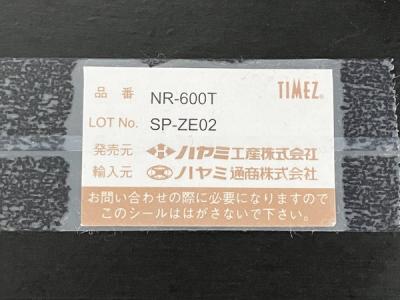 TIMEZ
品番 NR-600T
LOT No. SP-ZE02
発売元 ハヤミ工産株式会社
輸入元 ハヤミ通商株式会社
お問い合わせの際に必要になりますので
このシールははがさないで下さい。